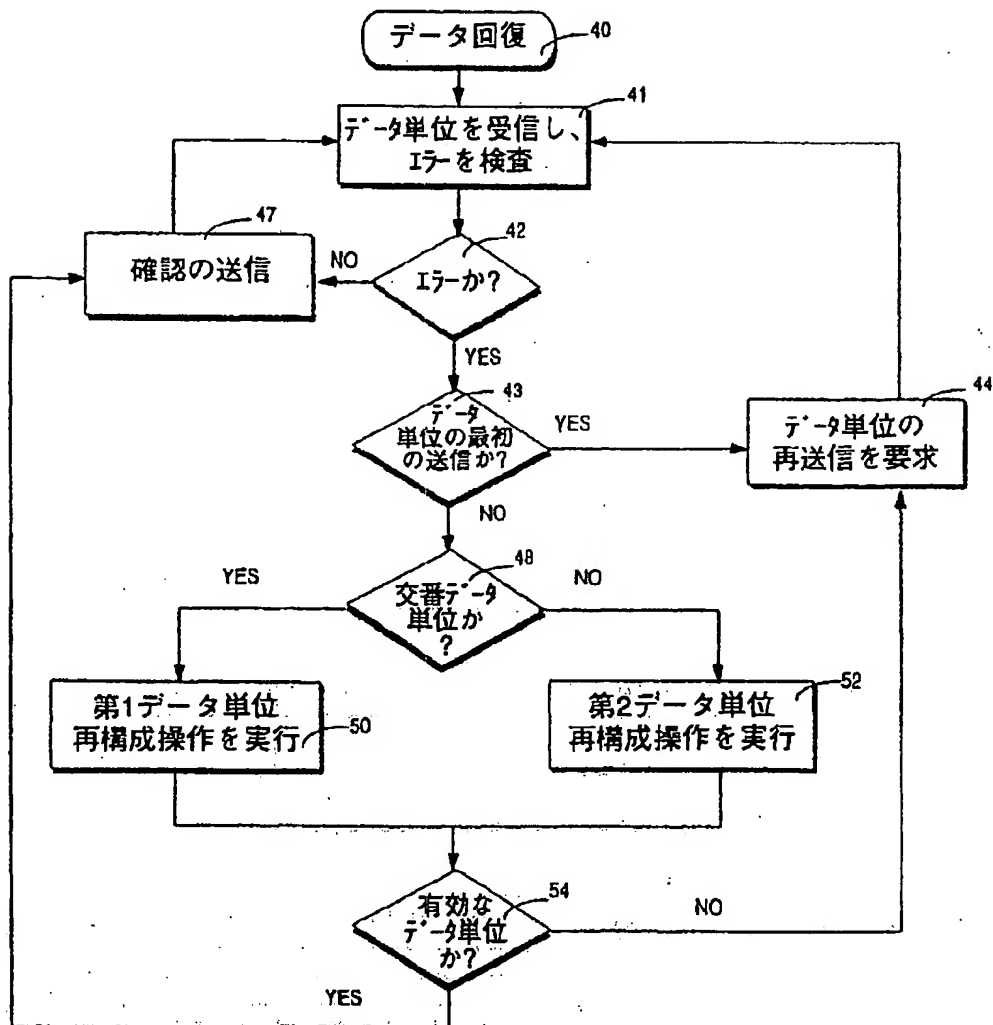 データ回復
40
41
データ単位を受信し、
エラーを検査
47
確認の送信
42
エラーか?
NO
YES
43
データ
単位の最初
の送信か?
YES
44
データ単位の
再送信を要求
NO
48
交番データ
単位か
?
YES
NO
第1データ単位
再構成操作を実行
50
第2データ単位
再構成操作を実行
52
有効な
データ単位
か?
54
NO
YES